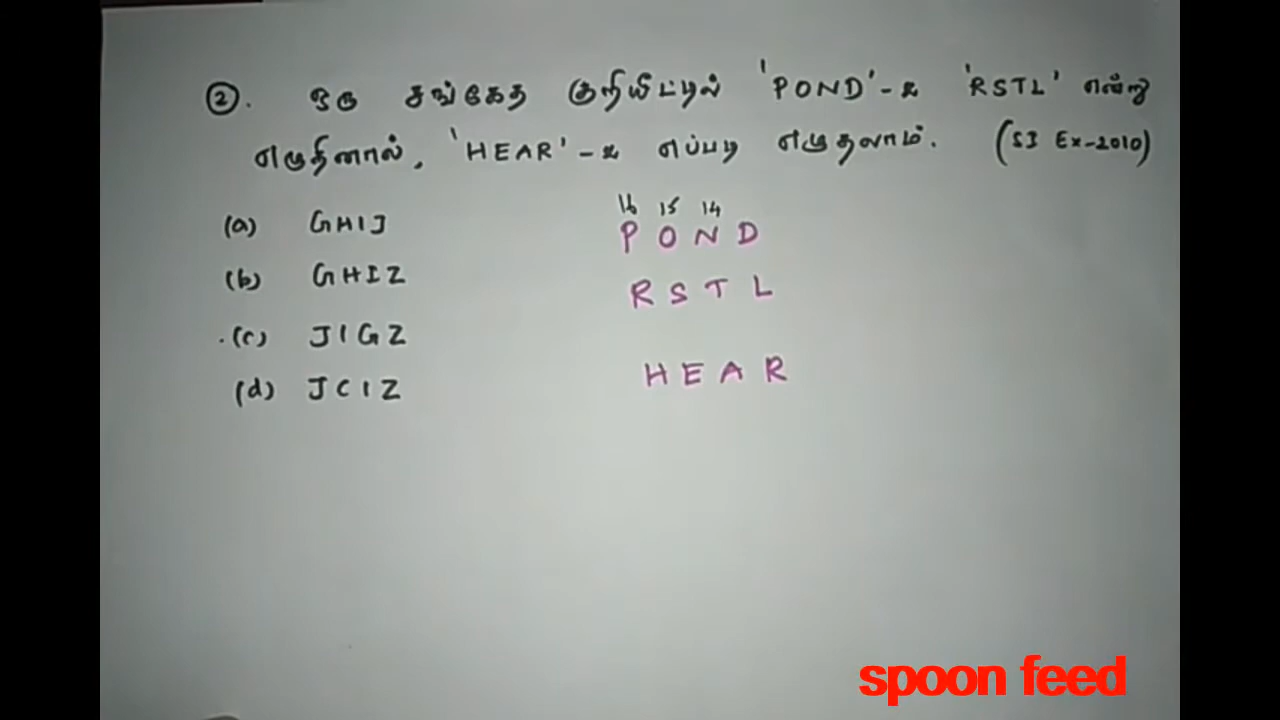 ②. ஒரு சங்கேத குறியீட்டில் 'POND'-ஐ 'RSTL' என்று
எழுதினால், 'HEAR'-ஐ எப்படி எழுதலாம். (SI Ex-2010)
(a) GHIJ
(b) GHIZ
(c) JIGZ
(d) JCIZ
16 15 14
P O N D
R S T L
H E A R
spoon feed